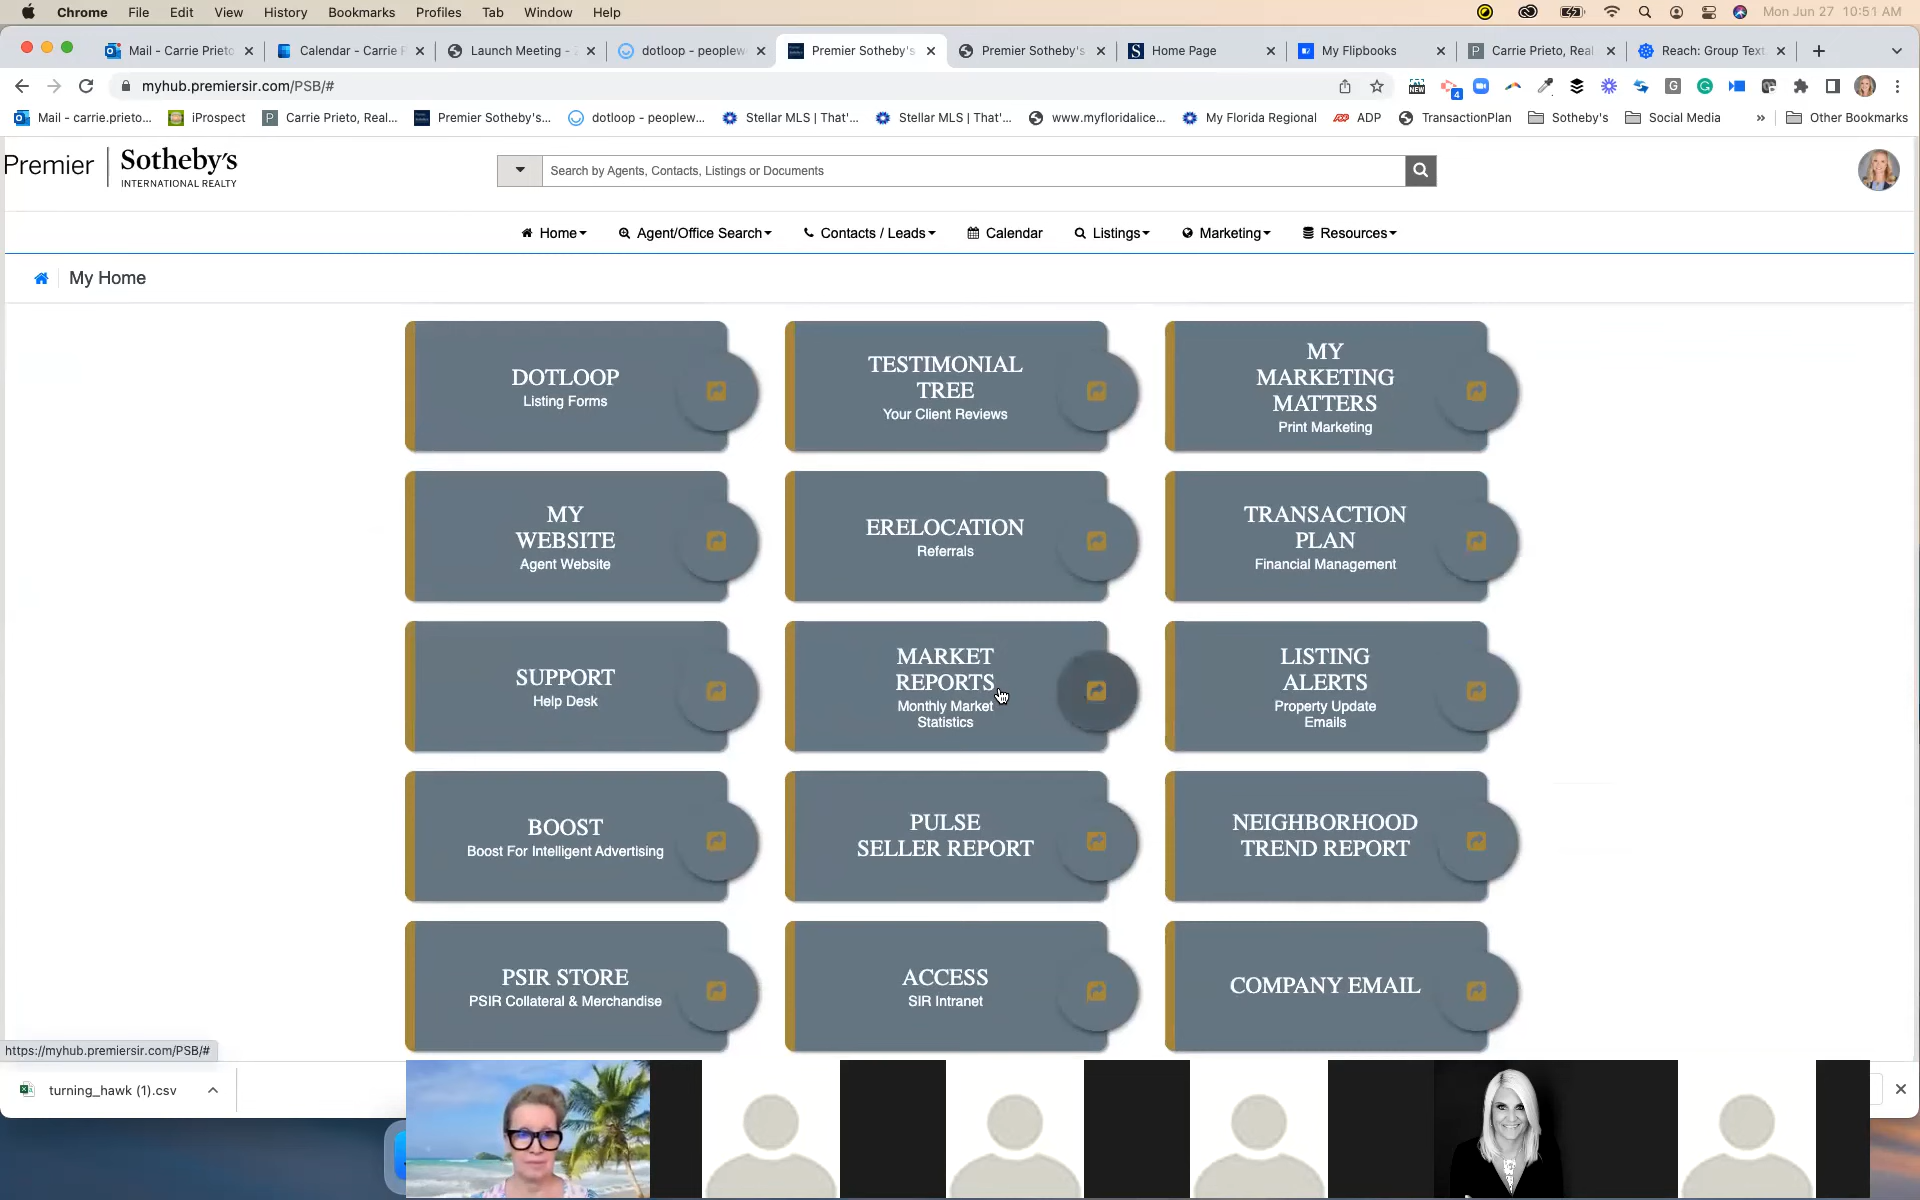 Chrome File Edit View History Bookmarks Profiles Tab Window Help Mon Jun 27 10:51 AM
Mail - Carrie Prieto Calendar - Carrie P Launch Meeting - dotloop - peoplew Premier Sotheby's Premier Sotheby's Home Page My Flipbooks Carrie Prieto, Real Reach: Group Text
myhub.premiersir.com/PSB/#
NEW 4 G
Mail - carrie.prieto... iProspect Carrie Prieto, Real... Premier Sotheby's... dotloop - peoplew... Stellar MLS | That'... Stellar MLS | That'... www.myfloridalice... My Florida Regional ADP TransactionPlan Sotheby's Social Media » Other Bookmarks
Premier | Sotheby's
INTERNATIONAL REALTY
Search by Agents, Contacts, Listings or Documents
Home Agent/Office Search Contacts / Leads Calendar Listings Marketing Resources
My Home
DOTLOOP
Listing Forms
TESTIMONIAL
TREE
Your Client Reviews
MY
MARKETING
MATTERS
Print Marketing
MY
WEBSITE
Agent Website
ERELOCATION
Referrals
TRANSACTION
PLAN
Financial Management
SUPPORT
Help Desk
MARKET
REPORTS
Monthly Market
Statistics
LISTING
ALERTS
Property Update
Emails
BOOST
Boost For Intelligent Advertising
PULSE
SELLER REPORT
NEIGHBORHOOD
TREND REPORT
PSIR STORE
PSIR Collateral & Merchandise
ACCESS
SIR Intranet
COMPANY EMAIL
https://myhub.premiersir.com/PSB/#
turning_hawk (1).csv